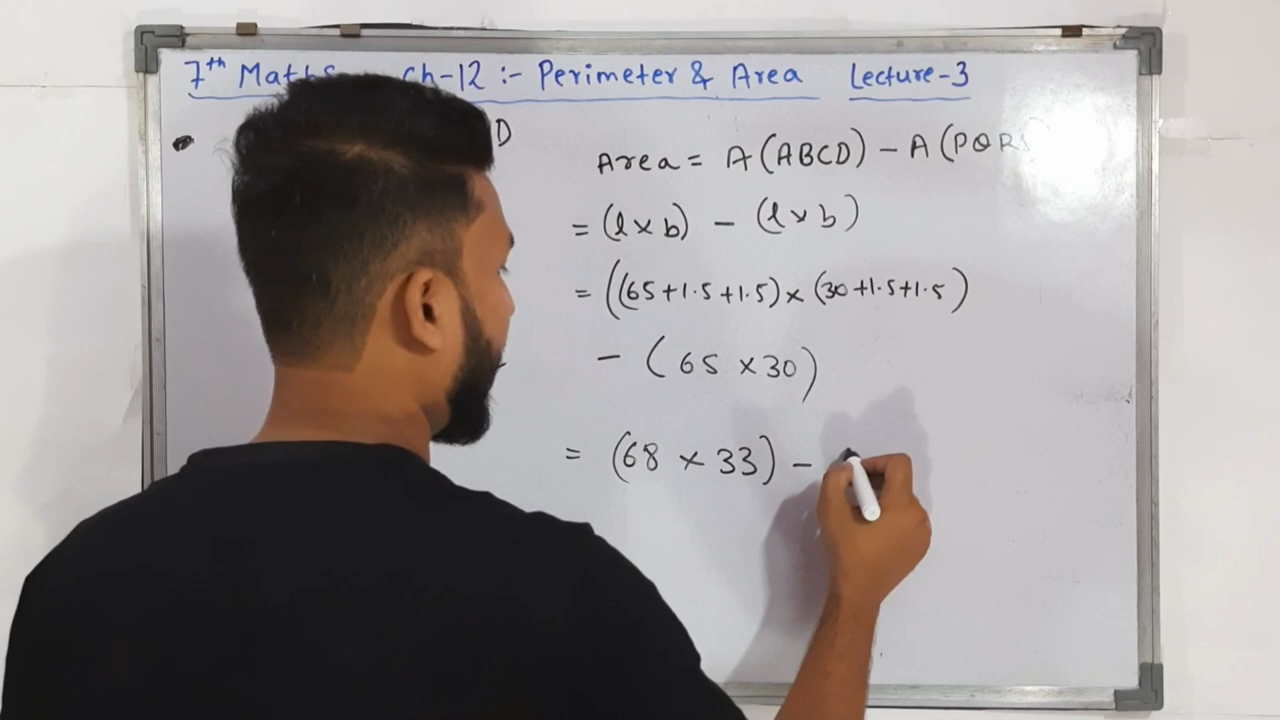 7th Maths Ch-12 :- Perimeter & Area Lecture-3
D
Area = A(ABCD) - A(PQRS)
= (l x b) - (l x b)
= ((65+1.5+1.5) x (30+1.5+1.5)
- (65 x 30)
= (68 x 33) -